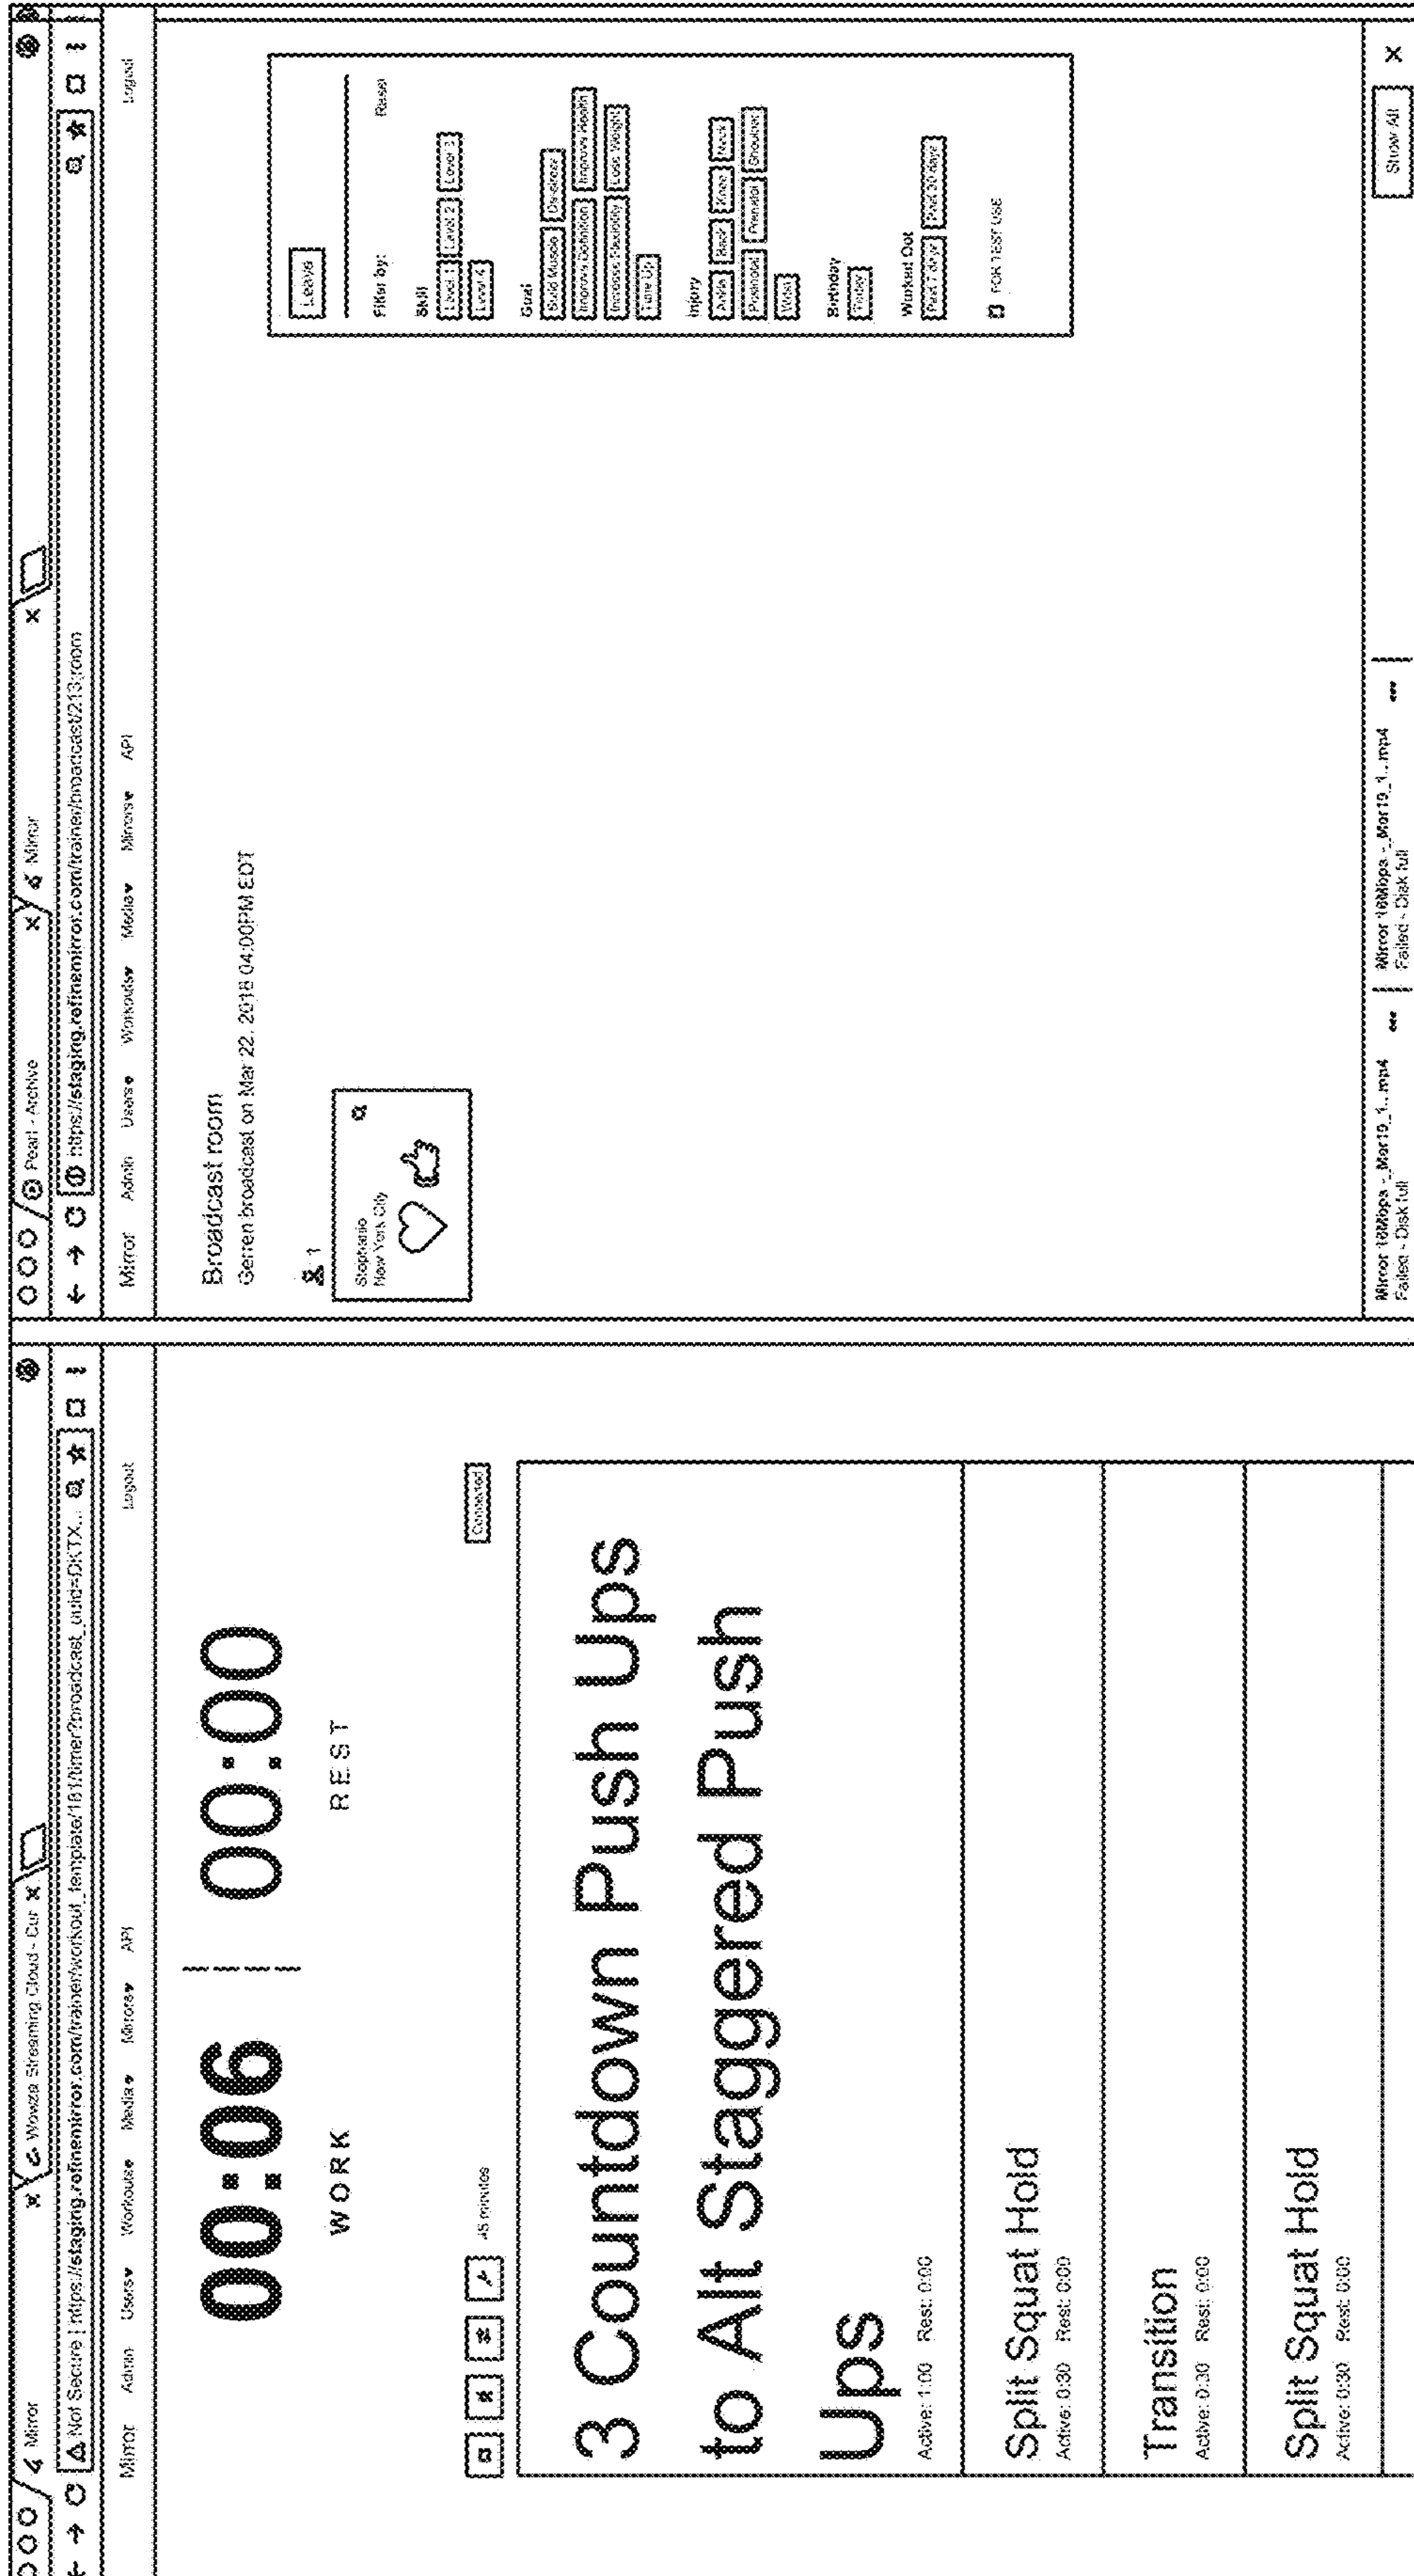 Mirror
Wowza Streaming Cloud - Cur
Not Secure | https://staging.refinemirror.com/trainer/workout_template/181/timer?broadcast_uuid=DKTX...
Mirror Admin Users Workouts Media Mirrors API Logout
00:06 | 00:00
WORK REST
45 minutes Connected
3 Countdown Push Ups
to Alt Staggered Push
Ups
Active: 1:00 Rest: 0:00
Split Squat Hold
Active: 0:30 Rest: 0:00
Transition
Active: 0:30 Rest: 0:00
Split Squat Hold
Active: 0:30 Rest: 0:00
Pearl - Archive
Mirror
https://staging.refinemirror.com/trainer/broadcast/213/room
Mirror Admin Users Workouts Media Mirrors API
Broadcast room
Gerren broadcast on Mar 22, 2018 04:00PM EDT
1
Stephanie
New York City
Leave
Filter by: Reset
Skill
Level 1 Level 2 Level 3
Level 4
Goal
Build Muscle De-stress
Improve Definition Improve Health
Increase Flexibility Lose Weight
Tone Up
Injury
Ankle Back Knee Neck
Postnatal Prenatal Shoulder
Wrist
Birthday
Today
Worked Out
Past 7 days Past 30 days
FOR TEST USE
Mirror 16Mbps -_Mar19_1...mp4
Failed - Disk full
Mirror 16Mbps -_Mar19_1...mp4
Failed - Disk full
Show All